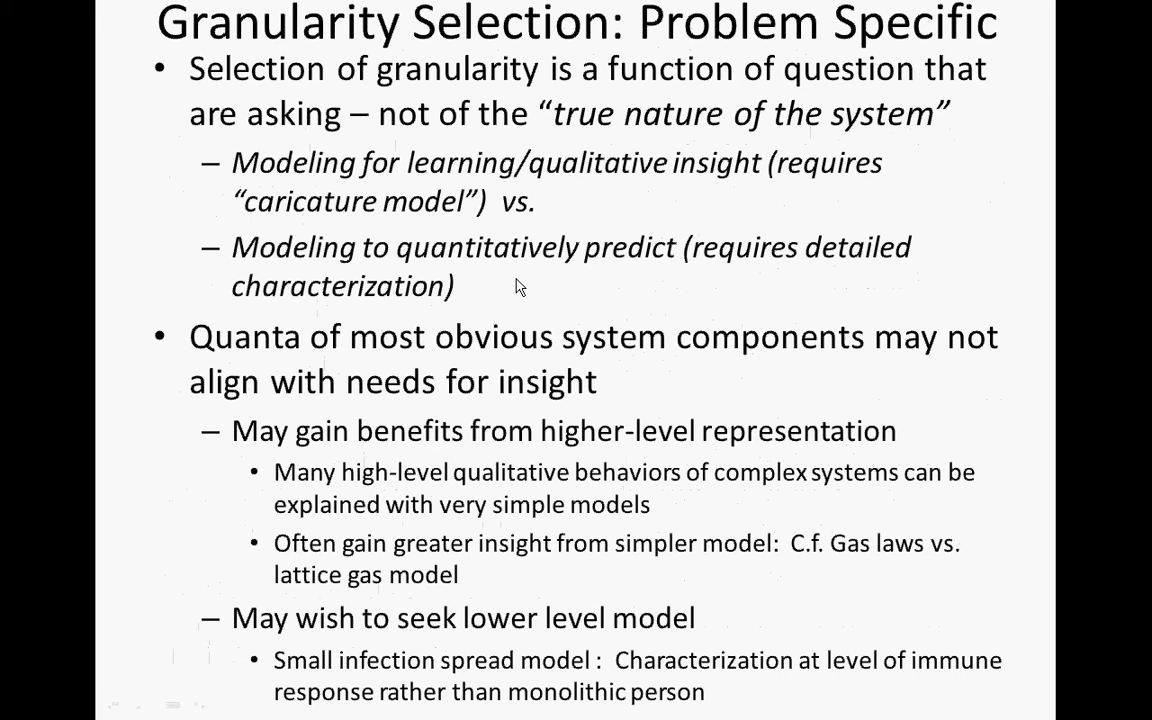 Granularity Selection: Problem Specific
• Selection of granularity is a function of question that
are asking – not of the “true nature of the system”
– Modeling for learning/qualitative insight (requires
“caricature model”) vs.
– Modeling to quantitatively predict (requires detailed
characterization)
• Quanta of most obvious system components may not
align with needs for insight
– May gain benefits from higher-level representation
• Many high-level qualitative behaviors of complex systems can be
explained with very simple models
• Often gain greater insight from simpler model: C.f. Gas laws vs.
lattice gas model
– May wish to seek lower level model
• Small infection spread model : Characterization at level of immune
response rather than monolithic person